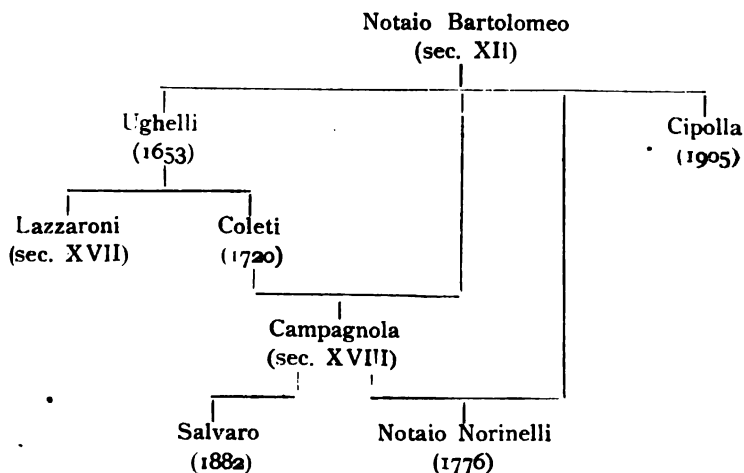 Notaio Bartolomeo
(sec. XII)
Ughelli
(1653)
Cipolla
(1905)
Lazzaroni
(sec. XVII)
Coleti
(1720)
Campagnola
(sec. XVIII)
Salvaro
(1882)
Notaio Norinelli
(1776)